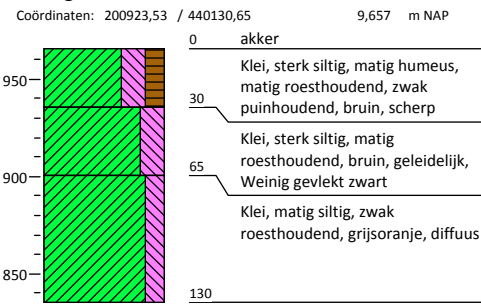 Coördinaten: 200923,53 / 440130,65 9,657 m NAP
0 akker
Klei, sterk siltig, matig humeus,
matig roesthoudend, zwak
puinhoudend, bruin, scherp
950
30
Klei, sterk siltig, matig
roesthoudend, bruin, geleidelijk,
Weinig gevlekt zwart
900
65
Klei, matig siltig, zwak
roesthoudend, grijsoranje, diffuus
850
130